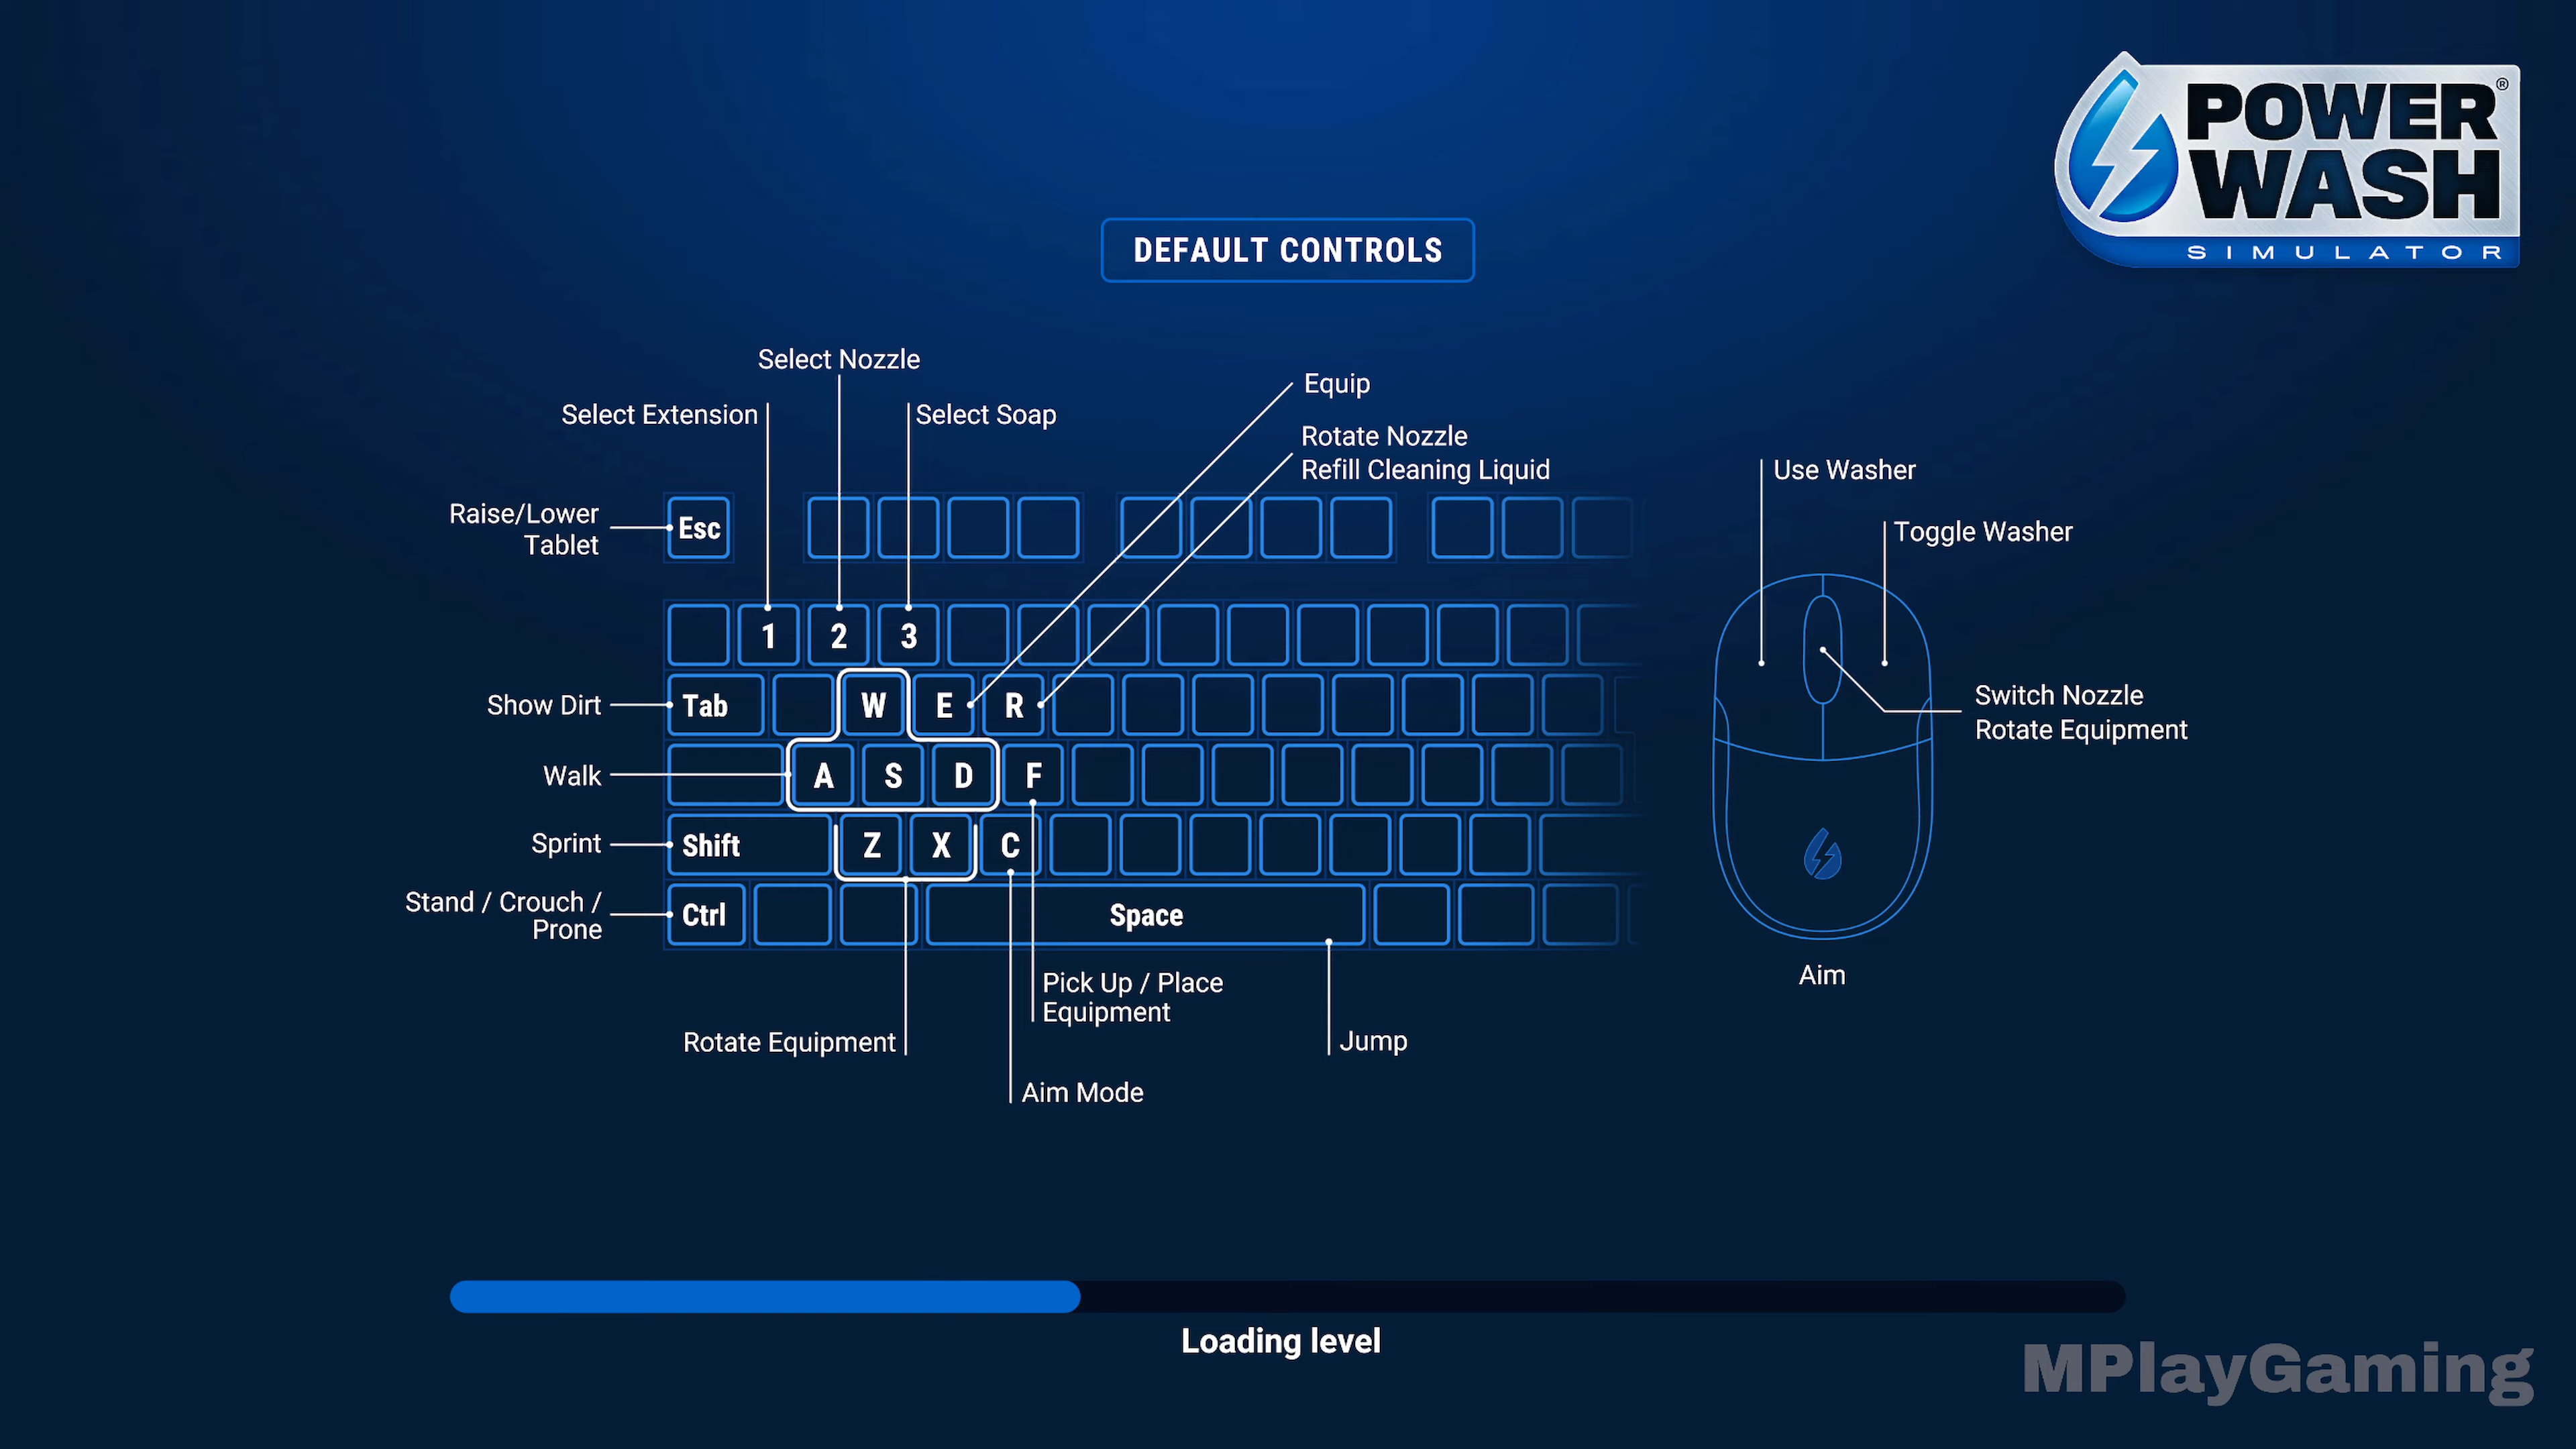 POWER®
WASH
SIMULATOR
DEFAULT CONTROLS
Select Nozzle
Select Extension
Select Soap
Equip
Rotate Nozzle
Refill Cleaning Liquid
Raise/Lower
Tablet
Esc
1 2 3
Show Dirt
Tab W E R
Walk
A S D F
Sprint
Shift Z X C
Stand / Crouch /
Prone
Ctrl Space
Pick Up / Place
Equipment
Rotate Equipment
Jump
Aim Mode
Use Washer
Toggle Washer
Switch Nozzle
Rotate Equipment
Aim
Loading level
MPlayGaming